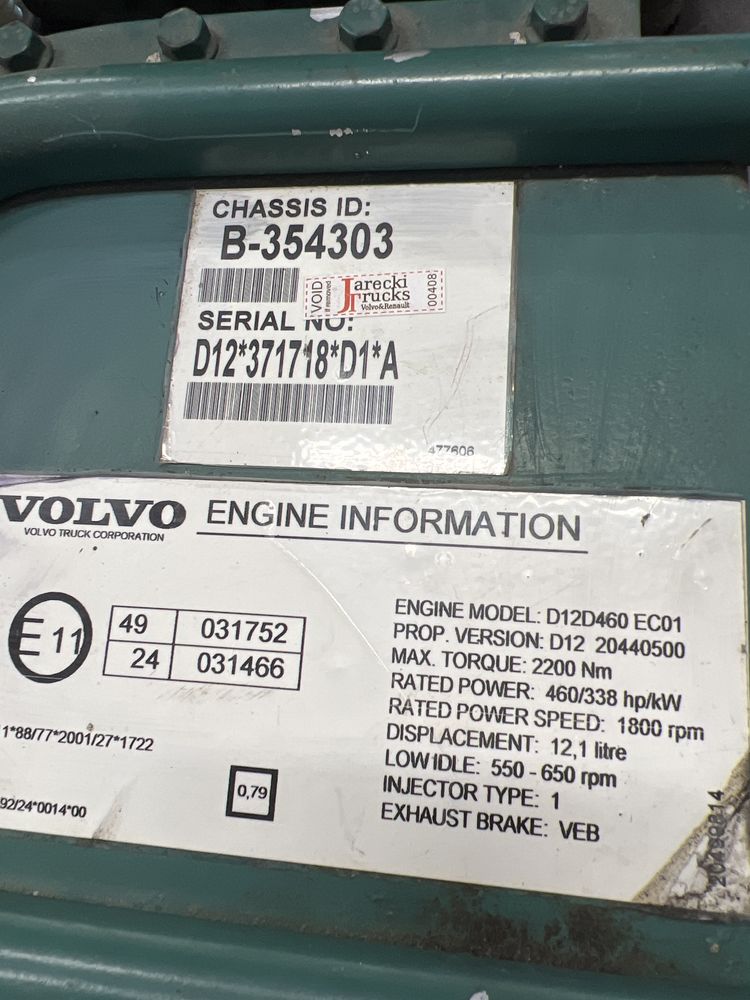 CHASSIS ID:
B-354303
VOID
if removed
Jarecki
Trucks
Volvo&Renault
00408
SERIAL NO:
D12*371718*D1*A
477606
VOLVO
VOLVO TRUCK CORPORATION
ENGINE INFORMATION
E 11
49 031752
24 031466
1*88/77*2001/27*1722
92/24*0014*00
0,79
ENGINE MODEL: D12D460 EC01
PROP. VERSION: D12 20440500
MAX. TORQUE: 2200 Nm
RATED POWER: 460/338 hp/kW
RATED POWER SPEED: 1800 rpm
DISPLACEMENT: 12,1 litre
LOW IDLE: 550 - 650 rpm
INJECTOR TYPE: 1
EXHAUST BRAKE: VEB